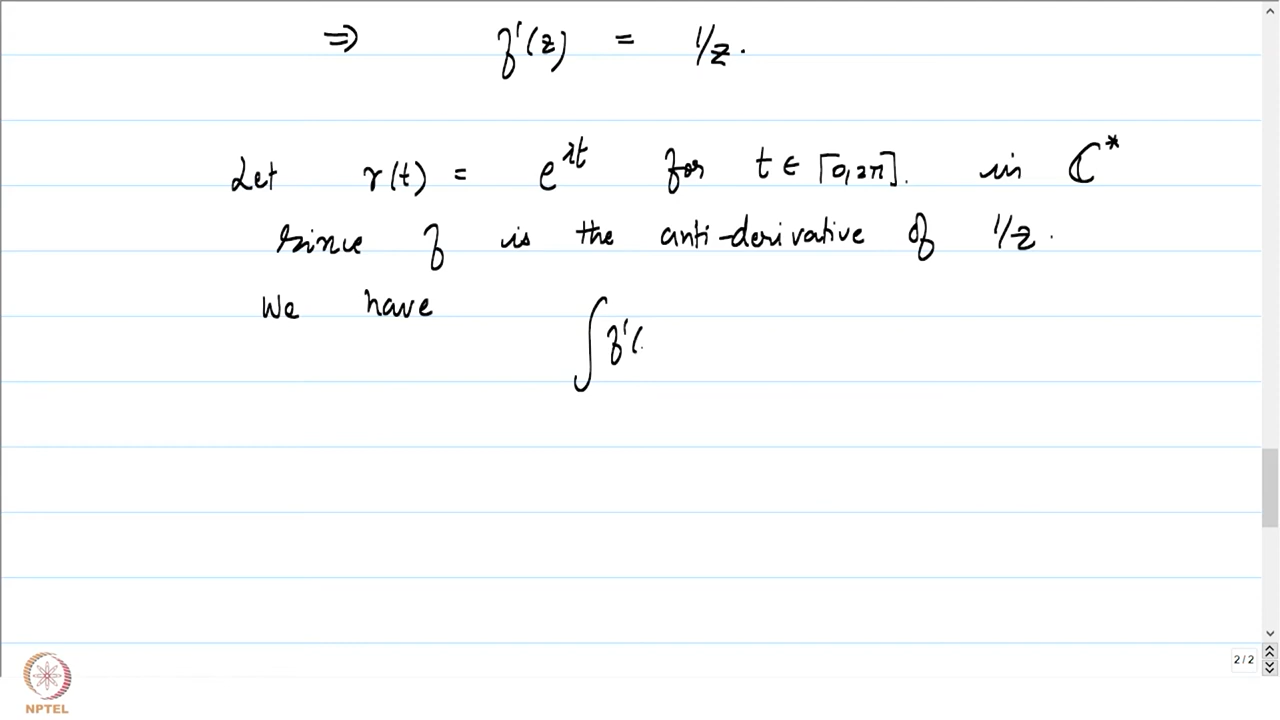 ⇒ f'(z) = 1/z.
Let γ(t) = e^{it} for t ∈ [0, 2π]. in ℂ*
since f is the anti-derivative of 1/z.
We have
∫ f'(
2/2
NPTEL